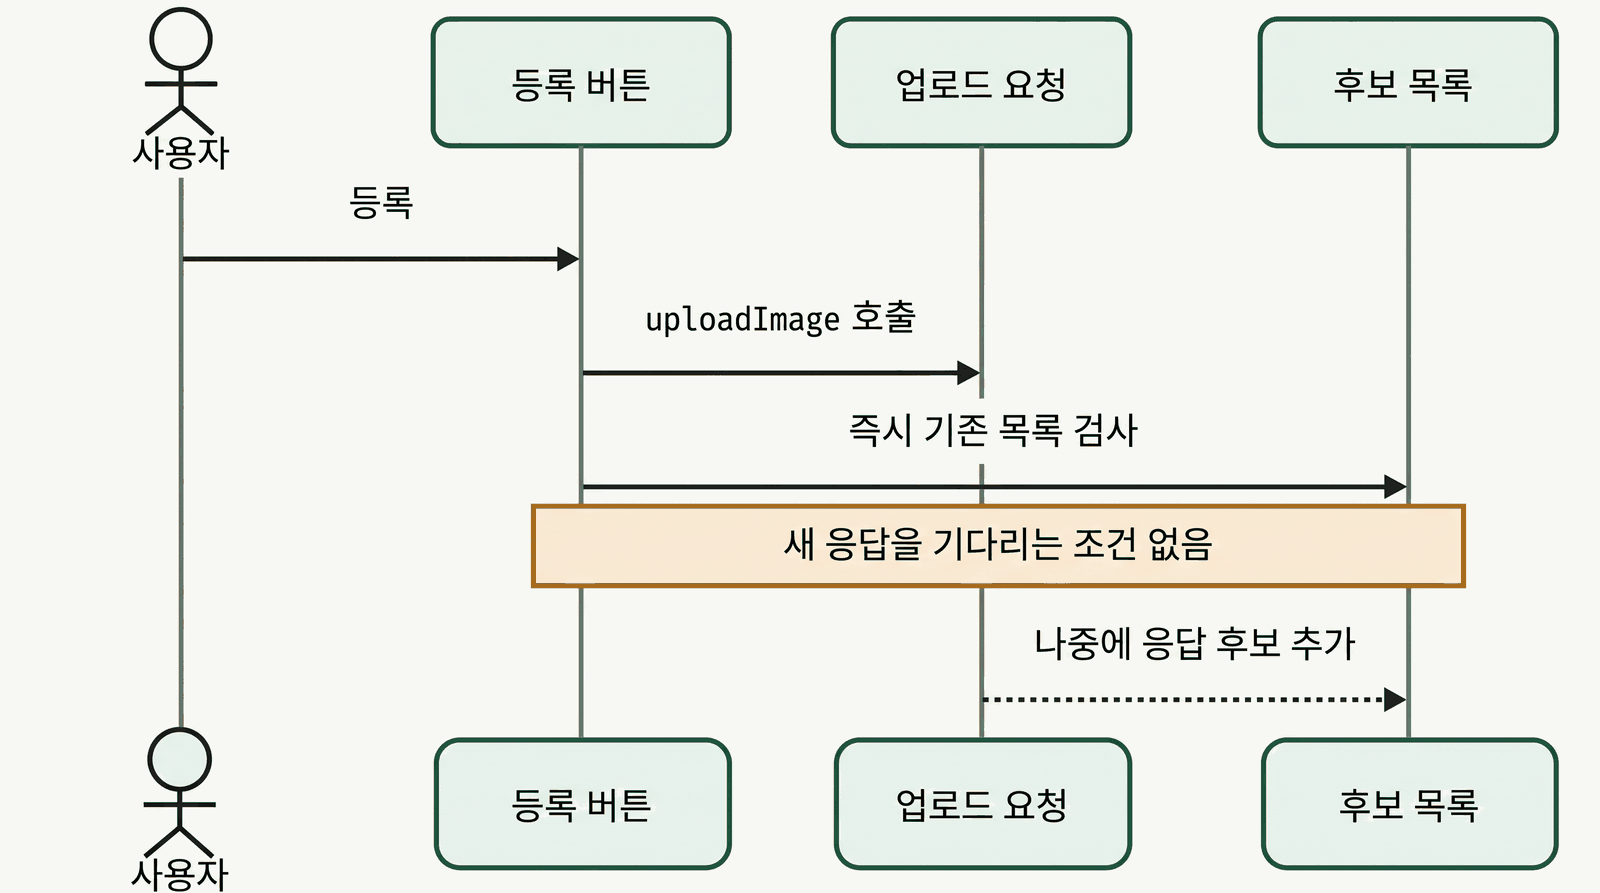 사용자
등록 버튼
업로드 요청
후보 목록
등록
uploadImage 호출
즉시 기존 목록 검사
새 응답을 기다리는 조건 없음
나중에 응답 후보 추가
사용자
등록 버튼
업로드 요청
후보 목록